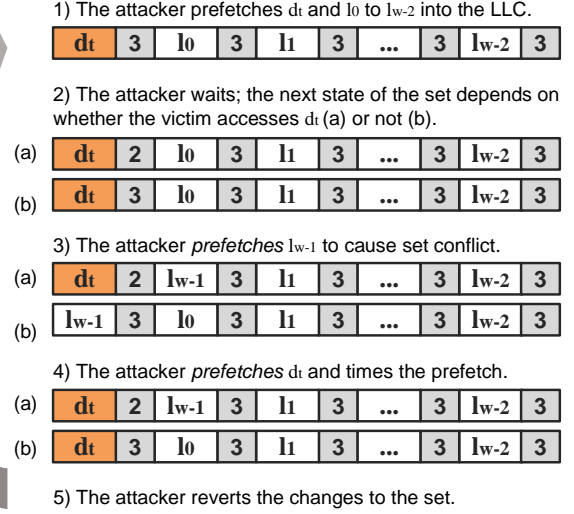 1) The attacker prefetches dt and l0 to lw-2 into the LLC.
dt 3 l0 3 l1 3 ... 3 lw-2 3
2) The attacker waits; the next state of the set depends on
whether the victim accesses dt (a) or not (b).
(a) dt 2 l0 3 l1 3 ... 3 lw-2 3
(b) dt 3 l0 3 l1 3 ... 3 lw-2 3
3) The attacker prefetches lw-1 to cause set conflict.
(a) dt 2 lw-1 3 l1 3 ... 3 lw-2 3
(b) lw-1 3 l0 3 l1 3 ... 3 lw-2 3
4) The attacker prefetches dt and times the prefetch.
(a) dt 2 lw-1 3 l1 3 ... 3 lw-2 3
(b) dt 3 l0 3 l1 3 ... 3 lw-2 3
5) The attacker reverts the changes to the set.